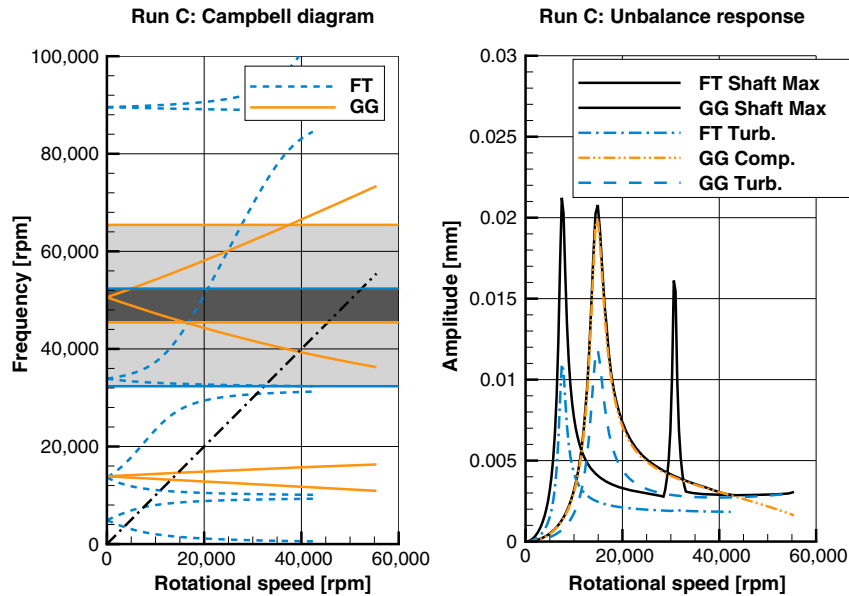 Run C: Campbell diagram
100,000
80,000
60,000
40,000
20,000
0
Frequency [rpm]
FT
GG
0
20,000
40,000
60,000
Rotational speed [rpm]
Run C: Unbalance response
0.03
0.025
0.02
0.015
0.01
0.005
0
Amplitude [mm]
FT Shaft Max
GG Shaft Max
FT Turb.
GG Comp.
GG Turb.
0
20,000
40,000
60,000
Rotational speed [rpm]